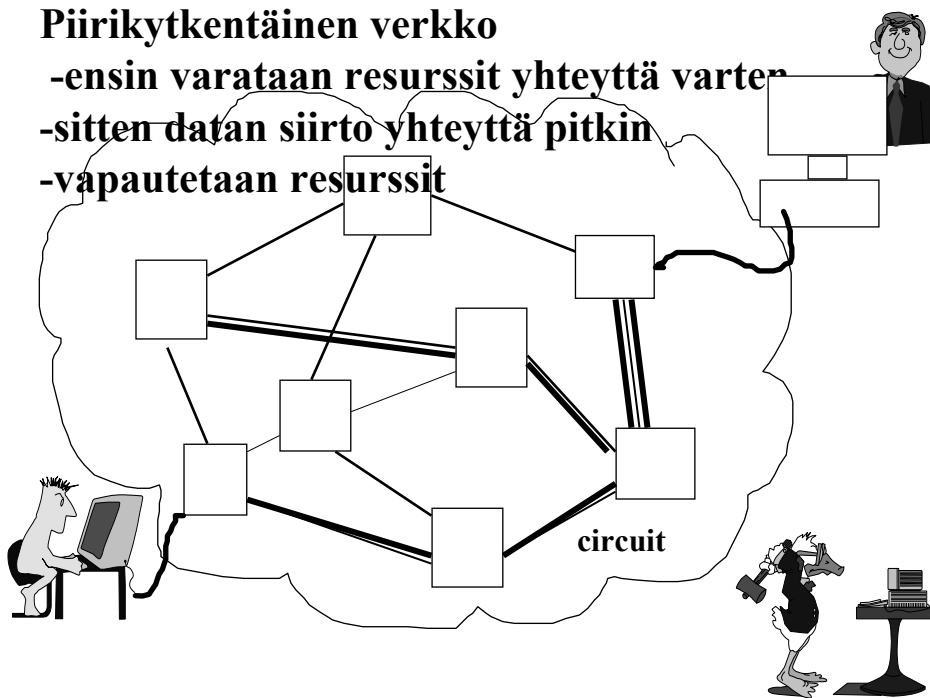 Piirikytkentäinen verkko
-ensin varataan resurssit yhteyttä varten
-sitten datan siirto yhteyttä pitkin
-vapautetaan resurssit
circuit